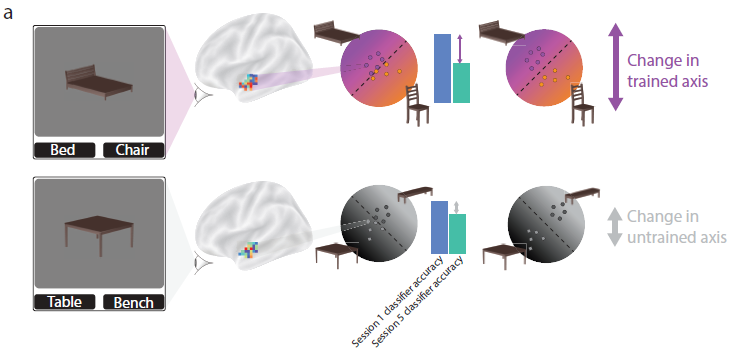 a
Bed
Chair
Change in
trained axis
Table
Bench
Session 1 classifier accuracy
Session 5 classifier accuracy
Change in
untrained axis